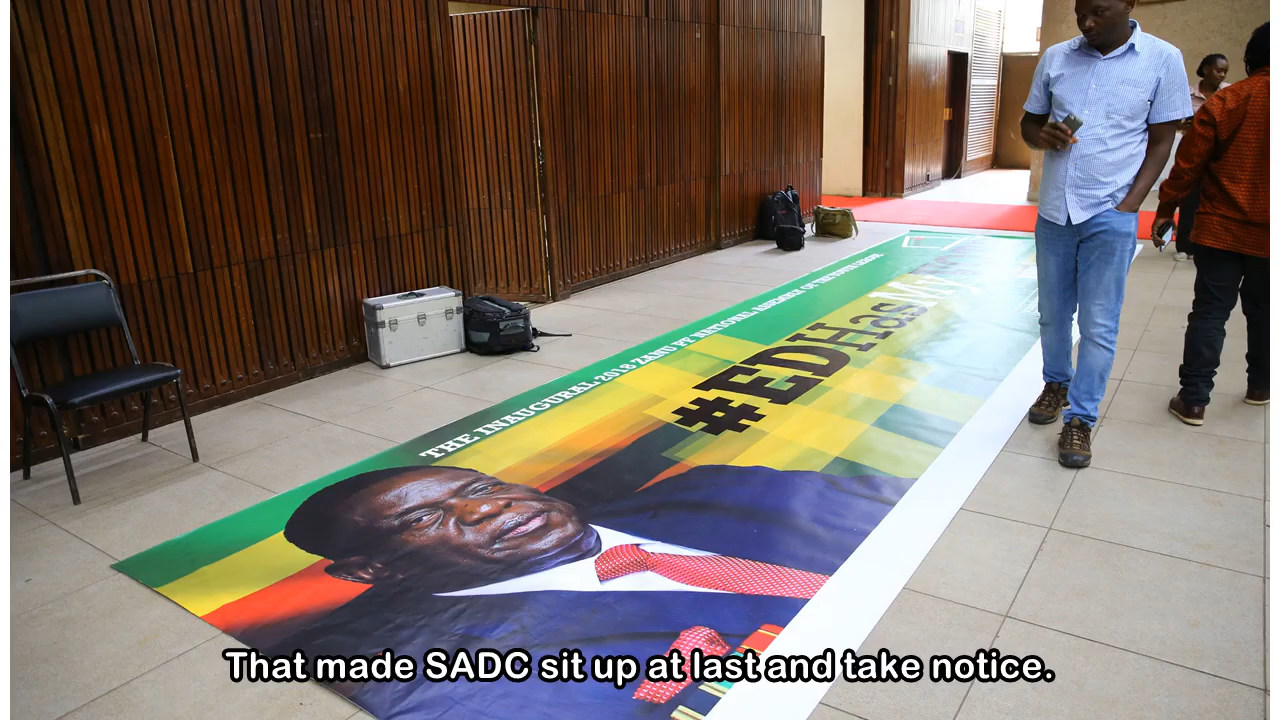 THE INAUGURAL 2018 ZANU PF NATIONAL ASSEMBLY OF THE YOUTH LEAGUE
#EDHasMy
That made SADC sit up at last and take notice.